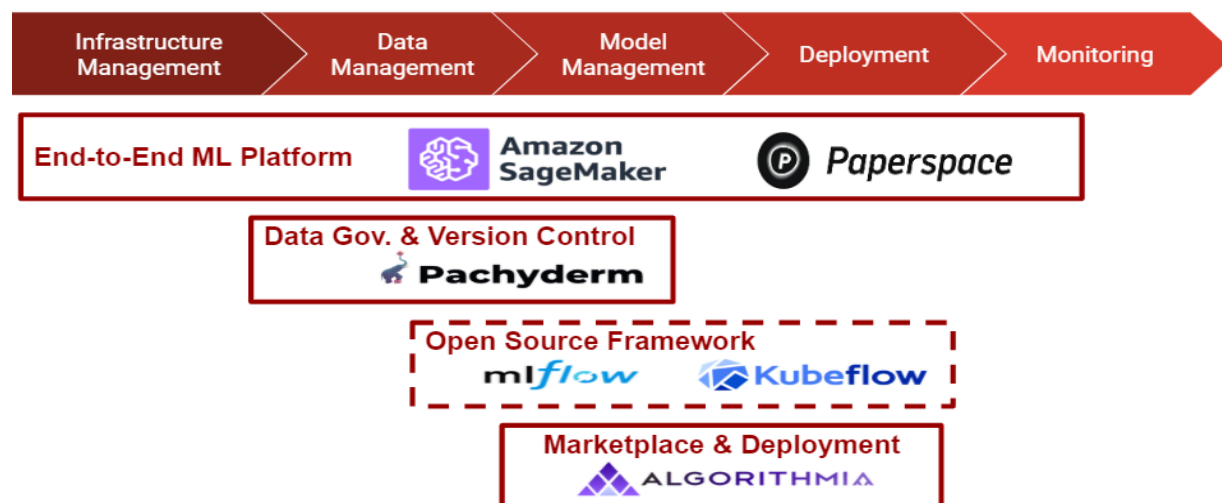 Infrastructure
Management
Data
Management
Model
Management
Deployment
Monitoring
End-to-End ML Platform
Amazon
SageMaker
P
Paperspace
Data Gov. & Version Control
Pachyderm
Open Source Framework
mlflow
Kubeflow
Marketplace & Deployment
ALGORITHMIA